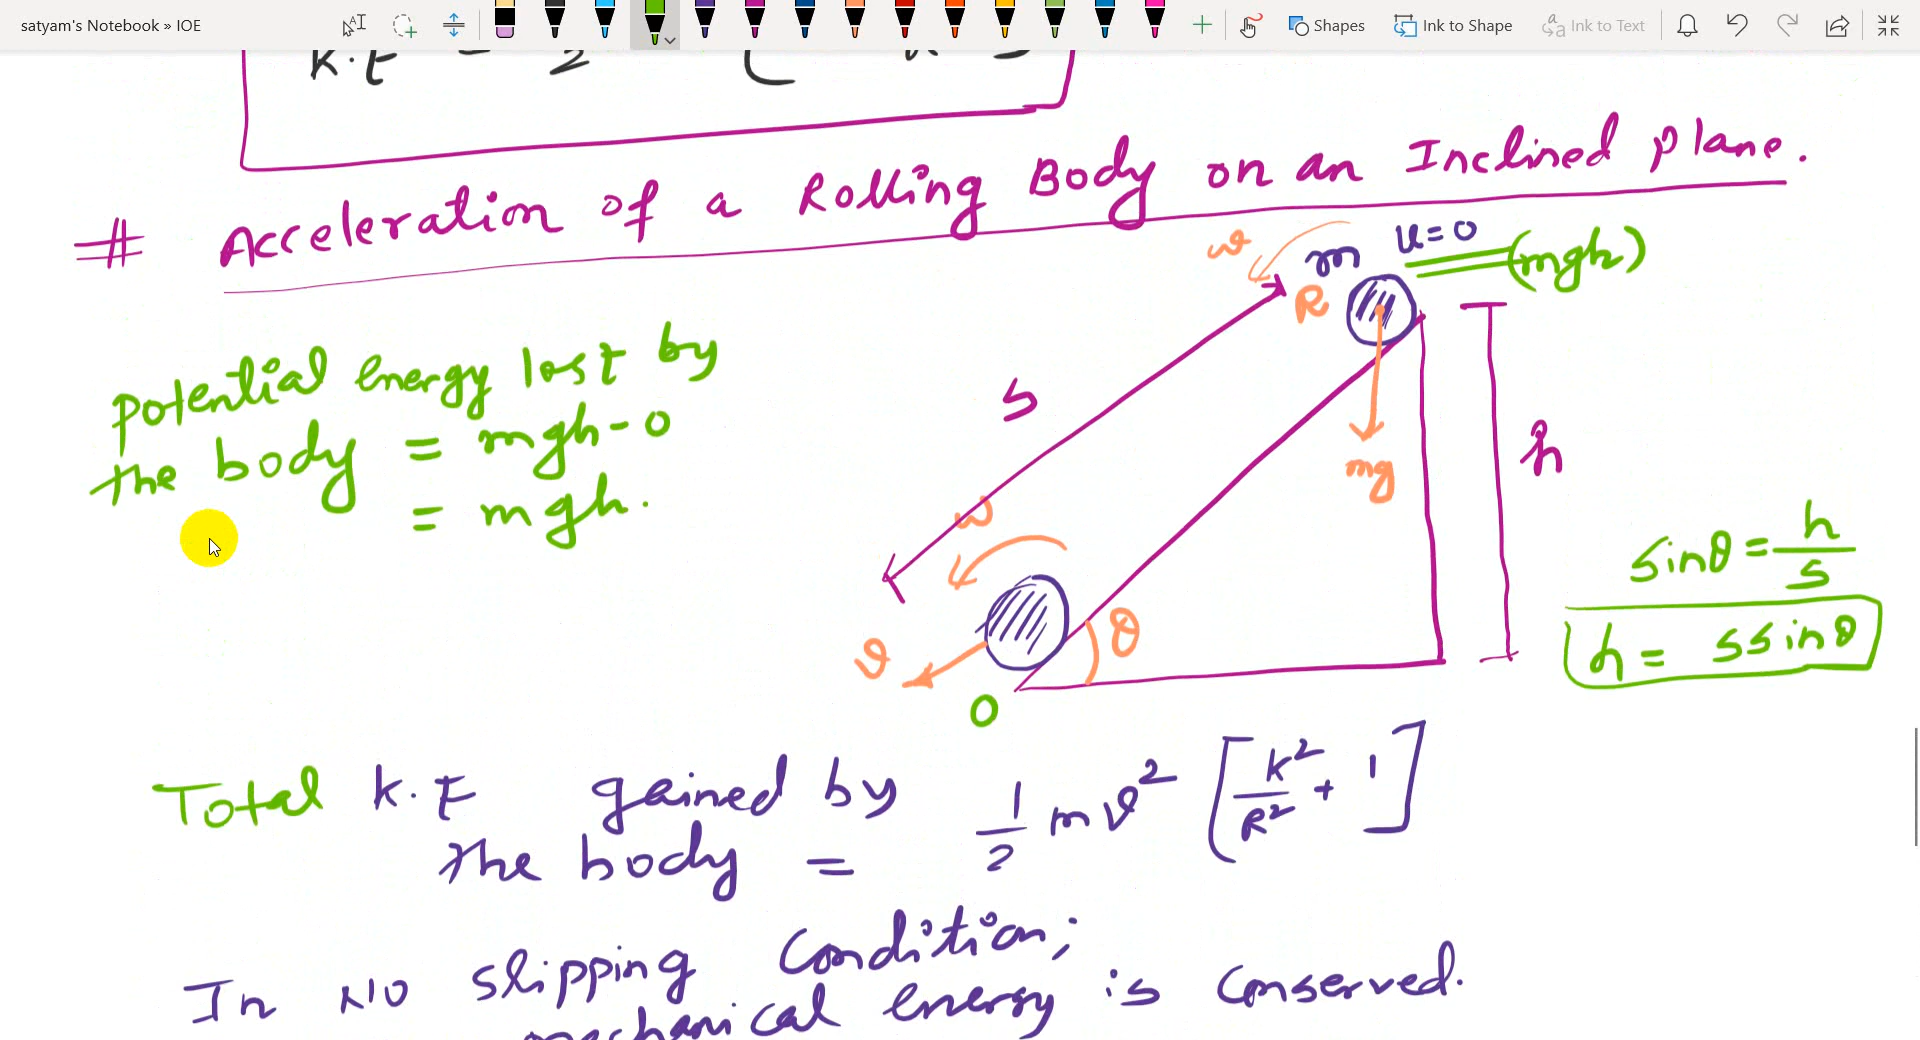 satyam's Notebook » IOE
Shapes
Ink to Shape
Ink to Text
K.E = 2
# Acceleration of a Rolling Body on an Inclined plane.
ω m u=0 (mgh)
R
potential energy lost by
the body = mgh-0
= mgh.
s
mg
h
ω
θ
v
O
sinθ = h/s
h = s sinθ
Total K.E gained by
the body = 1/2 mv² [K²/R² + 1]
In No slipping condition;
mechanical energy is conserved.